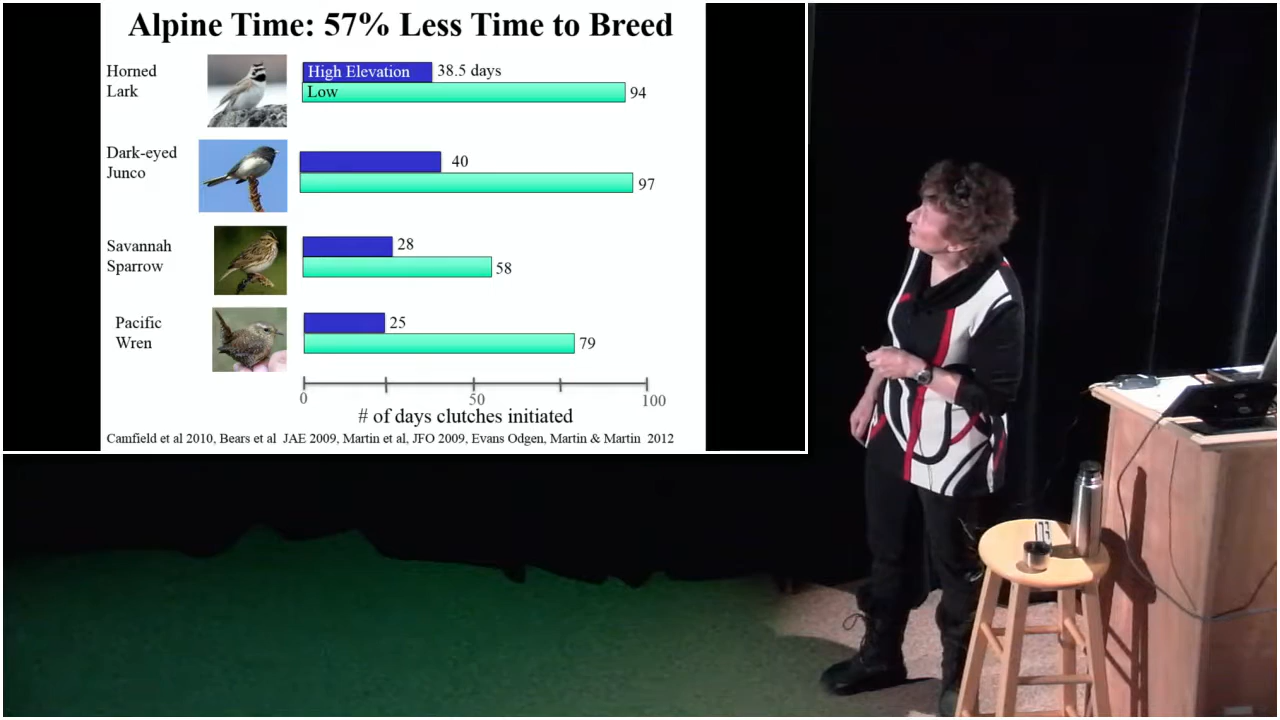 Alpine Time: 57% Less Time to Breed
Horned
Lark
High Elevation
38.5 days
Low
94
Dark-eyed
Junco
40
97
Savannah
Sparrow
28
58
Pacific
Wren
25
79
0
50
100
# of days clutches initiated
Camfield et al 2010, Bears et al JAE 2009, Martin et al, JFO 2009, Evans Odgen, Martin & Martin 2012